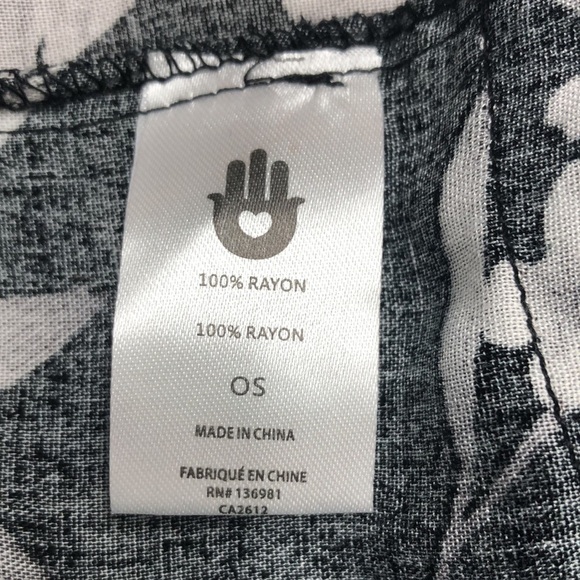 100% RAYON
100% RAYON
OS
MADE IN CHINA
FABRIQUÉ EN CHINE
RN# 136981
CA2612